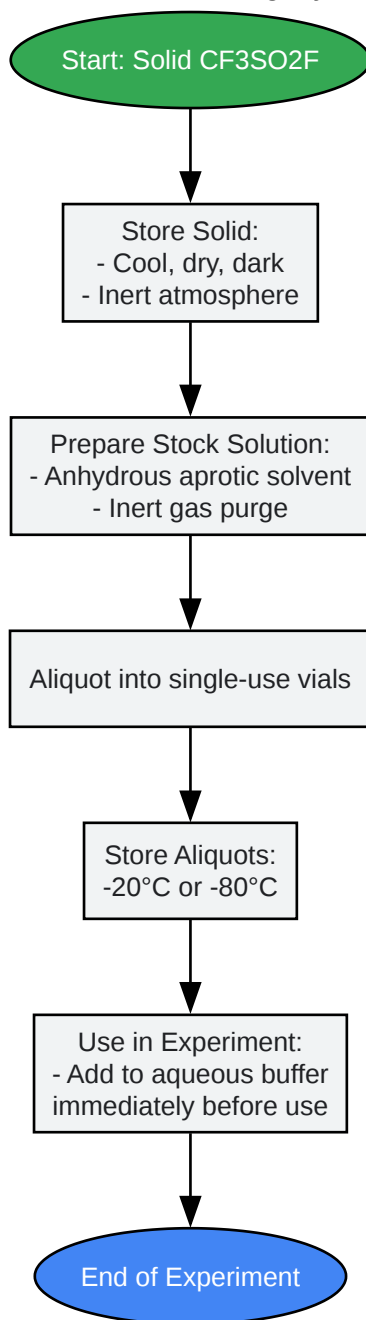 Start: Solid CF3SO2F
Store Solid:
- Cool, dry, dark
- Inert atmosphere
Prepare Stock Solution:
- Anhydrous aprotic solvent
- Inert gas purge
Aliquot into single-use vials
Store Aliquots:
-20°C or -80°C
Use in Experiment:
- Add to aqueous buffer
immediately before use
End of Experiment